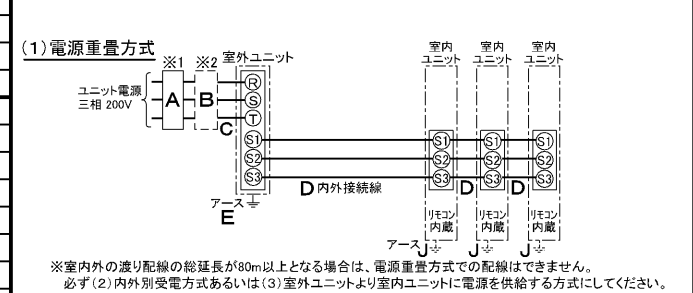 (1)電源重畳方式
※1 ※2 室外ユニット
室内ユニット 室内ユニット 室内ユニット
ユニット電源
三相 200V
A B
R
S
T
C
S1 S1 S1 S1
S2 S2 S2 S2
S3 S3 S3 S3
D 内外接続線 D D
アース
E
リモコン内蔵 リモコン内蔵 リモコン内蔵
アース J J J
※室内外の渡り配線の総延長が80m以上となる場合は、電源重畳方式での配線はできません。
必ず(2)内外別受電方式あるいは(3)室外ユニットより室内ユニットに電源を供給する方式にしてください。